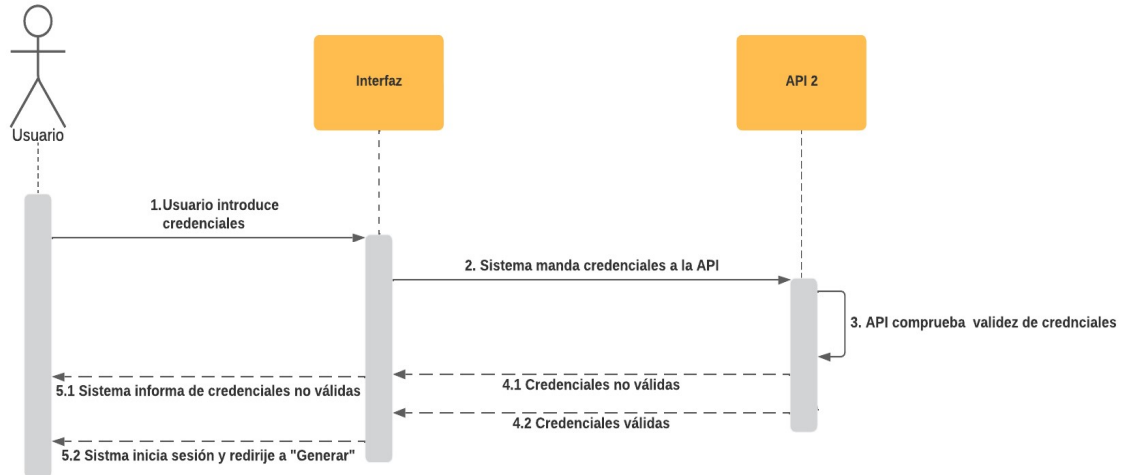 Usuario
Interfaz
API 2
1.Usuario introduce
credenciales
2. Sistema manda credenciales a la API
3. API comprueba validez de crednciales
4.1 Credenciales no válidas
5.1 Sistema informa de credenciales no válidas
4.2 Credenciales válidas
5.2 Sistma inicia sesión y redirije a "Generar"